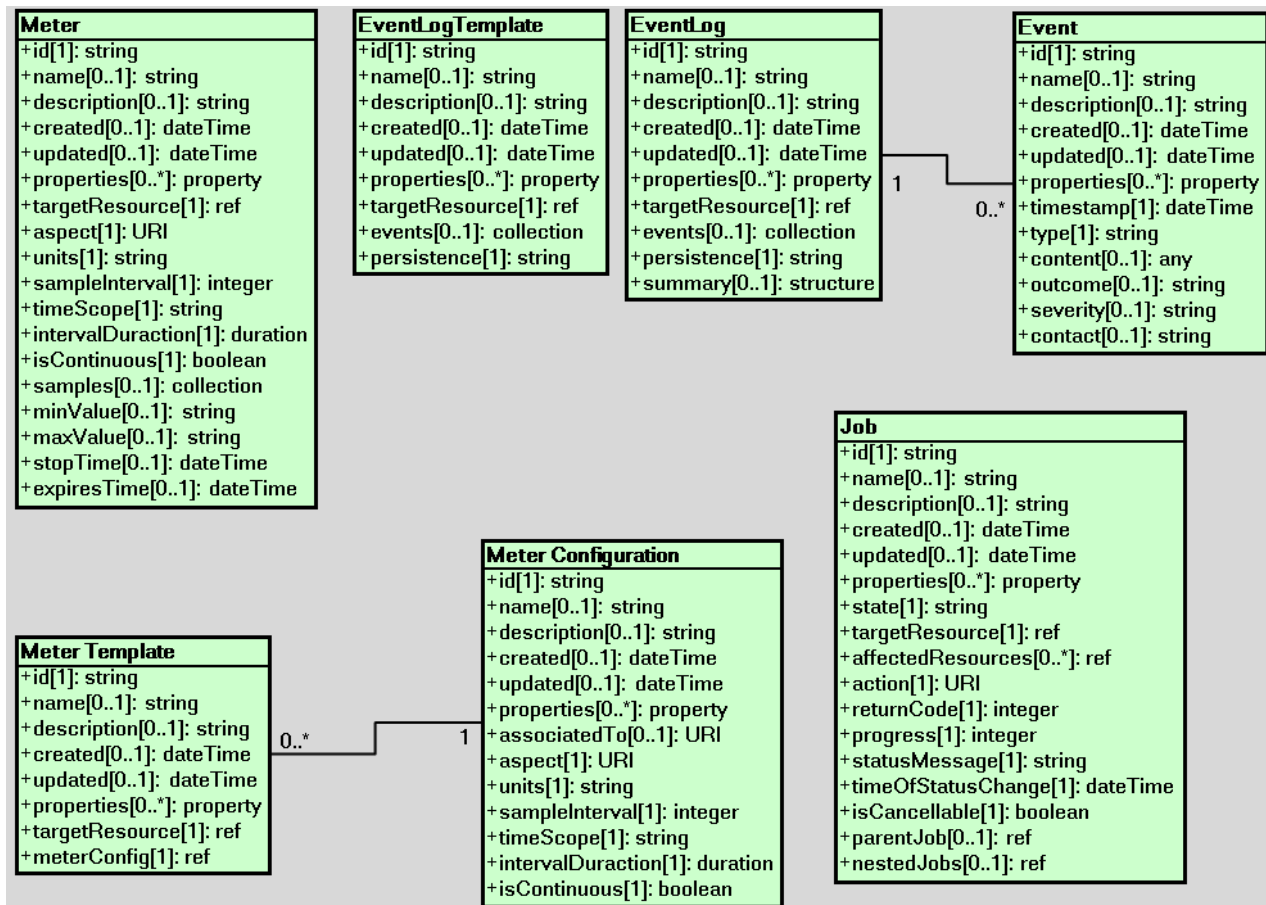 Meter
+id[1]: string
+name[0..1]: string
+description[0..1]: string
+created[0..1]: dateTime
+updated[0..1]: dateTime
+properties[0..*]: property
+targetResource[1]: ref
+aspect[1]: URI
+units[1]: string
+sampleInterval[1]: integer
+timeScope[1]: string
+intervalDuraction[1]: duration
+isContinuous[1]: boolean
+samples[0..1]: collection
+minValue[0..1]: string
+maxValue[0..1]: string
+stopTime[0..1]: dateTime
+expiresTime[0..1]: dateTime
EventLogTemplate
+id[1]: string
+name[0..1]: string
+description[0..1]: string
+created[0..1]: dateTime
+updated[0..1]: dateTime
+properties[0..*]: property
+targetResource[1]: ref
+events[0..1]: collection
+persistence[1]: string
EventLog
+id[1]: string
+name[0..1]: string
+description[0..1]: string
+created[0..1]: dateTime
+updated[0..1]: dateTime
+properties[0..*]: property
+targetResource[1]: ref
+events[0..1]: collection
+persistence[1]: string
+summary[0..1]: structure
1
0..*
Event
+id[1]: string
+name[0..1]: string
+description[0..1]: string
+created[0..1]: dateTime
+updated[0..1]: dateTime
+properties[0..*]: property
+timestamp[1]: dateTime
+type[1]: string
+content[0..1]: any
+outcome[0..1]: string
+severity[0..1]: string
+contact[0..1]: string
Meter Template
+id[1]: string
+name[0..1]: string
+description[0..1]: string
+created[0..1]: dateTime
+updated[0..1]: dateTime
+properties[0..*]: property
+targetResource[1]: ref
+meterConfig[1]: ref
0..*
1
Meter Configuration
+id[1]: string
+name[0..1]: string
+description[0..1]: string
+created[0..1]: dateTime
+updated[0..1]: dateTime
+properties[0..*]: property
+associatedTo[0..1]: URI
+aspect[1]: URI
+units[1]: string
+sampleInterval[1]: integer
+timeScope[1]: string
+intervalDuraction[1]: duration
+isContinuous[1]: boolean
Job
+id[1]: string
+name[0..1]: string
+description[0..1]: string
+created[0..1]: dateTime
+updated[0..1]: dateTime
+properties[0..*]: property
+state[1]: string
+targetResource[1]: ref
+affectedResources[0..*]: ref
+action[1]: URI
+returnCode[1]: integer
+progress[1]: integer
+statusMessage[1]: string
+timeOfStatusChange[1]: dateTime
+isCancellable[1]: boolean
+parentJob[0..1]: ref
+nestedJobs[0..1]: ref